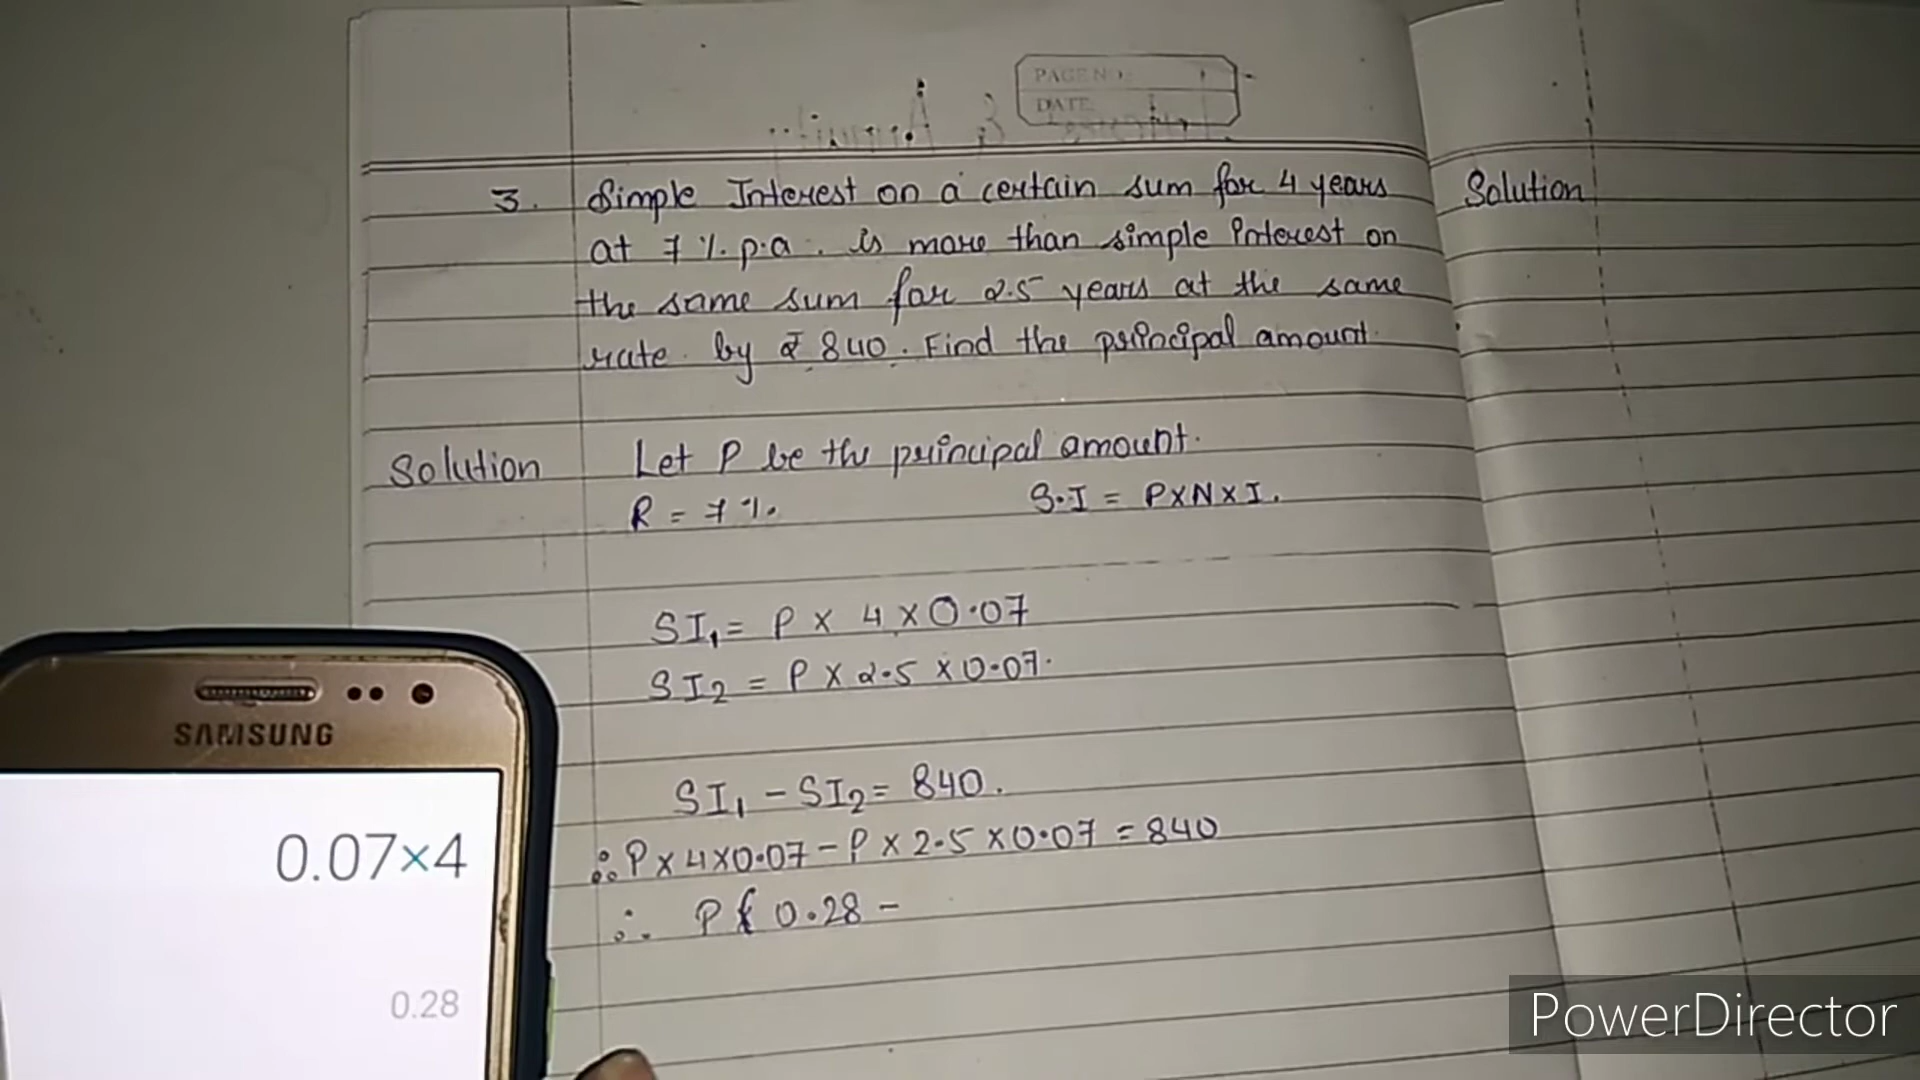 PAGE NO:
DATE:
3. Simple Interest on a certain sum for 4 years
at 7 %. p.a. is more than simple interest on
the same sum for 2.5 years at the same
rate by ₹ 840. Find the principal amount.
Solution
Solution Let P be the principal amount.
R = 7 %. S.I = P×N×I.
SI₁ = P × 4 × 0.07
SI₂ = P × 2.5 × 0.07.
SI₁ - SI₂ = 840.
∴ P × 4×0.07 - P × 2.5 ×0.07 = 840
∴ P { 0.28 -
SAMSUNG
0.07×4
0.28
PowerDirector